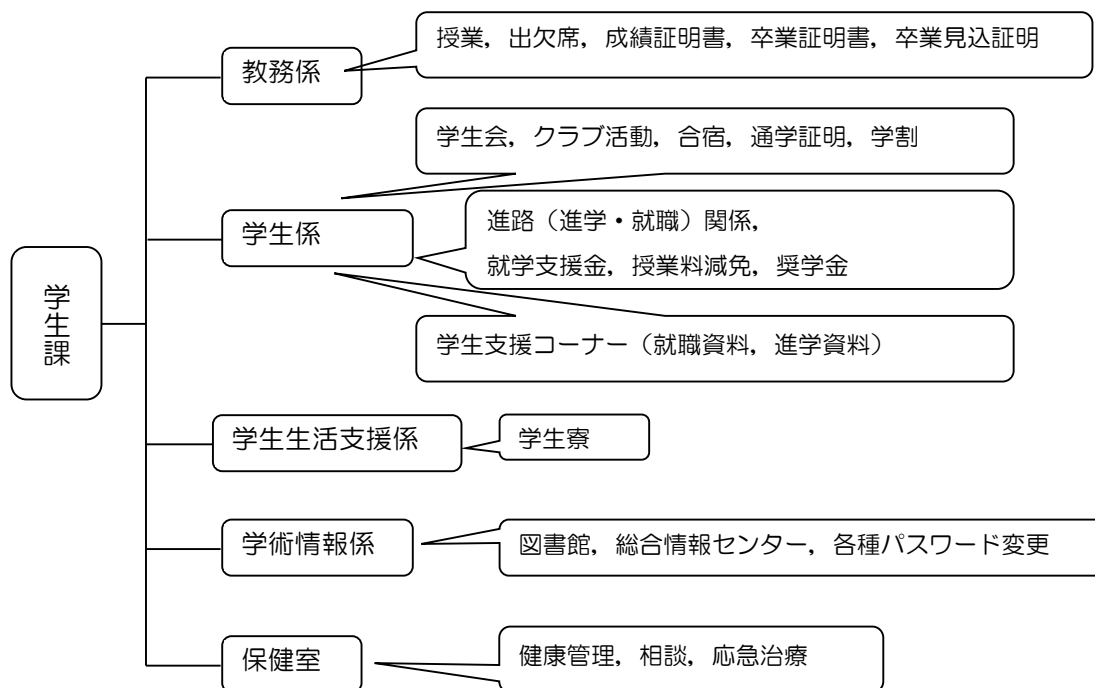 授業，出欠席，成績証明書，卒業証明書，卒業見込証明
教務係
学生会，クラブ活動，合宿，通学証明，学割
学生係
進路（進学・就職）関係，
就学支援金，授業料減免，奨学金
学生課
学生支援コーナー（就職資料，進学資料）
学生生活支援係
学生寮
学術情報係
図書館，総合情報センター，各種パスワード変更
保健室
健康管理，相談，応急治療